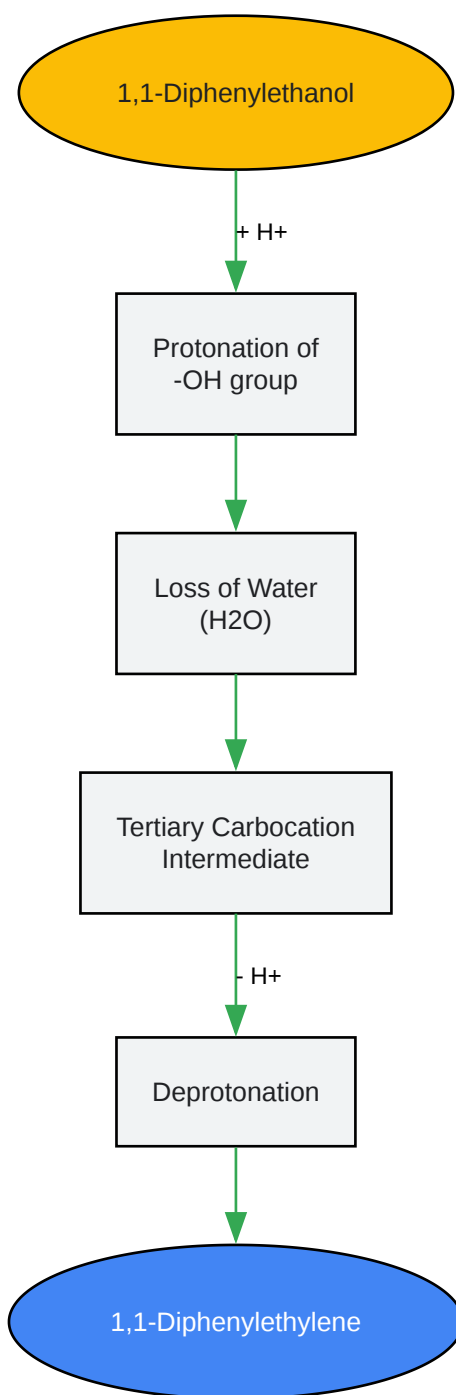 1,1-Diphenylethanol
+ H+
Protonation of
-OH group
Loss of Water
(H2O)
Tertiary Carbocation
Intermediate
- H+
Deprotonation
1,1-Diphenylethylene